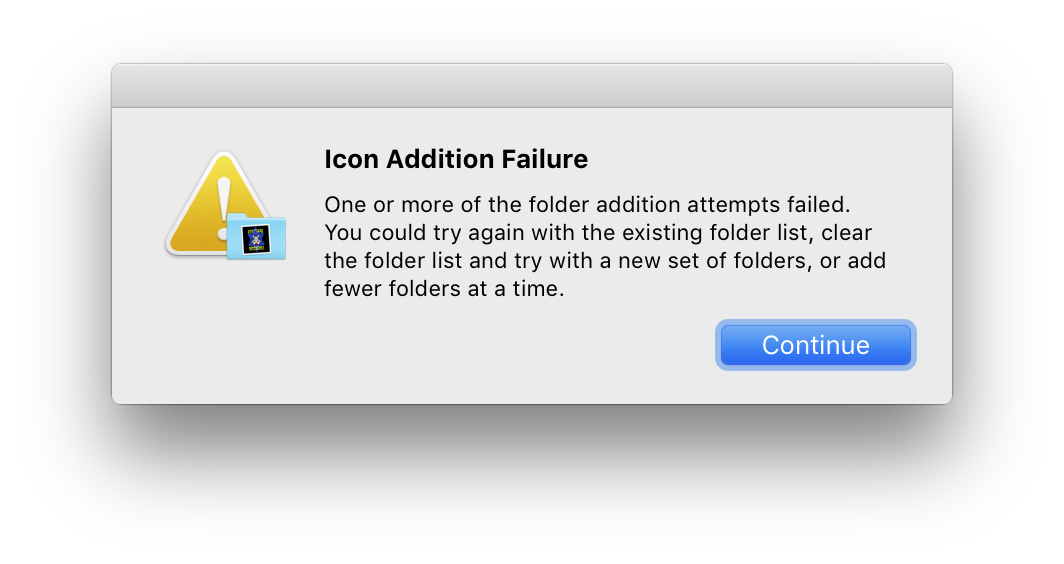 Icon Addition Failure
One or more of the folder addition attempts failed.
You could try again with the existing folder list, clear
the folder list and try with a new set of folders, or add
fewer folders at a time.
Continue